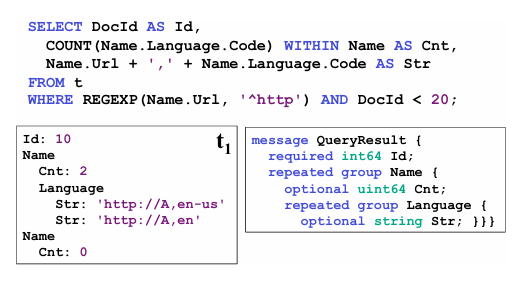 SELECT DocId AS Id,
COUNT(Name.Language.Code) WITHIN Name AS Cnt,
Name.Url + ',' + Name.Language.Code AS Str
FROM t
WHERE REGEXP(Name.Url, '^http') AND DocId < 20;
Id: 10
t1
Name
Cnt: 2
Language
Str: 'http://A,en-us'
Str: 'http://A,en'
Name
Cnt: 0
message QueryResult {
required int64 Id;
repeated group Name {
optional uint64 Cnt;
repeated group Language {
optional string Str; }}}